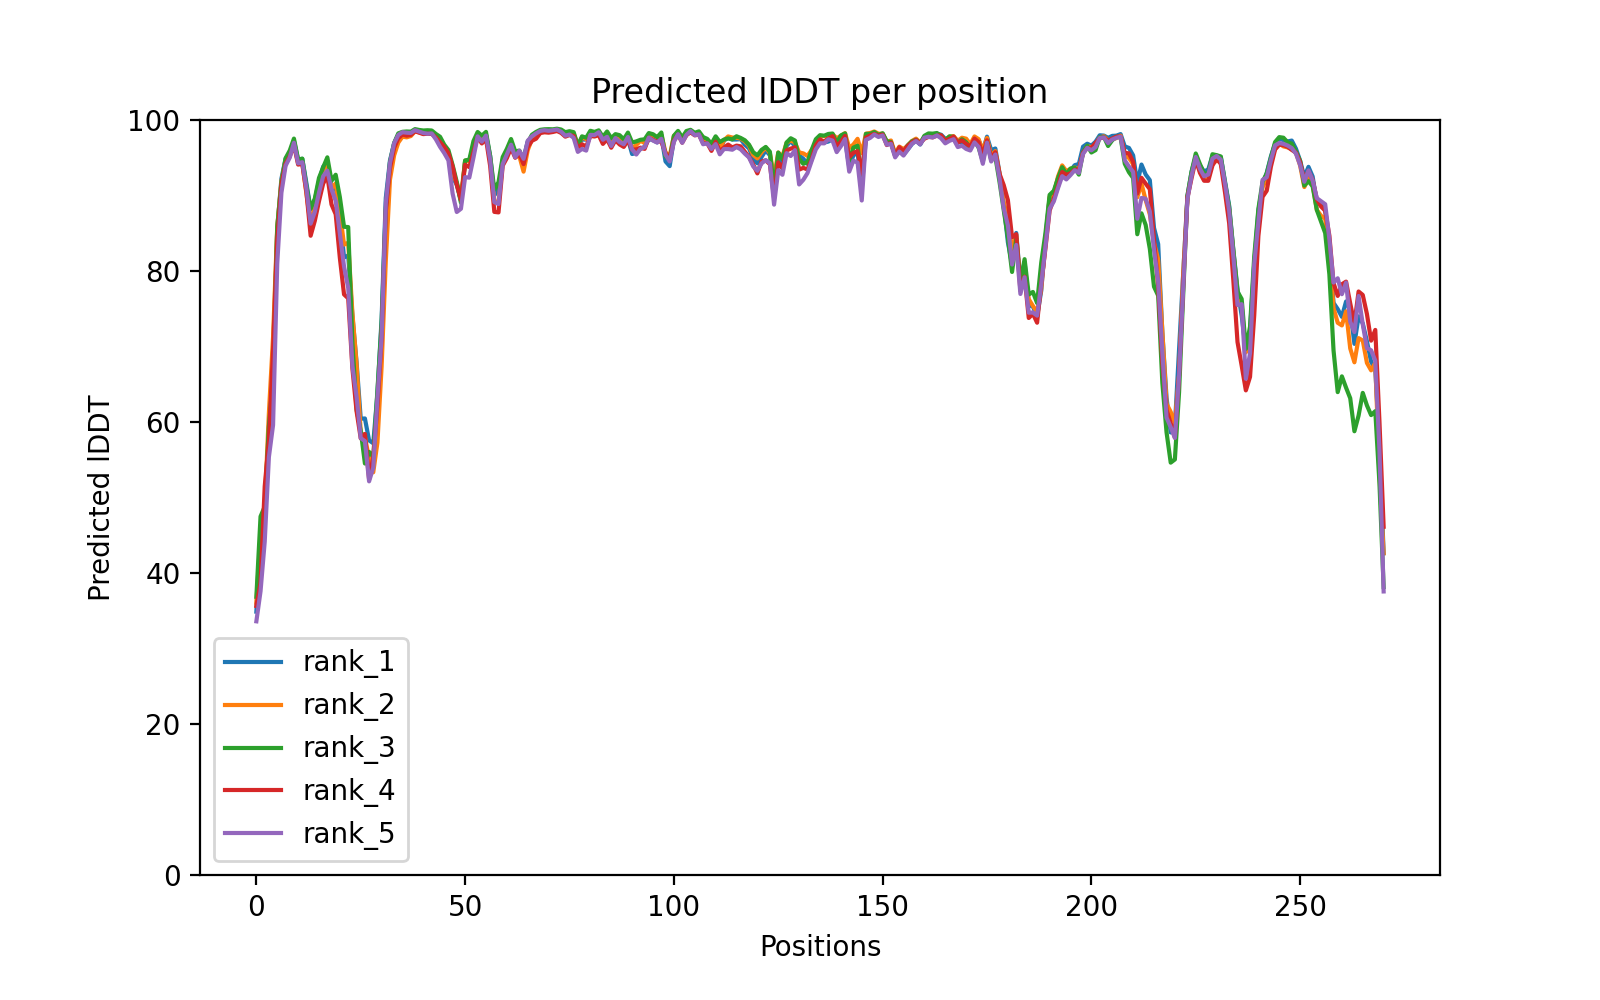 Predicted lDDT per position
100
80
60
40
20
0
Predicted lDDT
rank_1
rank_2
rank_3
rank_4
rank_5
0 50 100 150 200 250
Positions